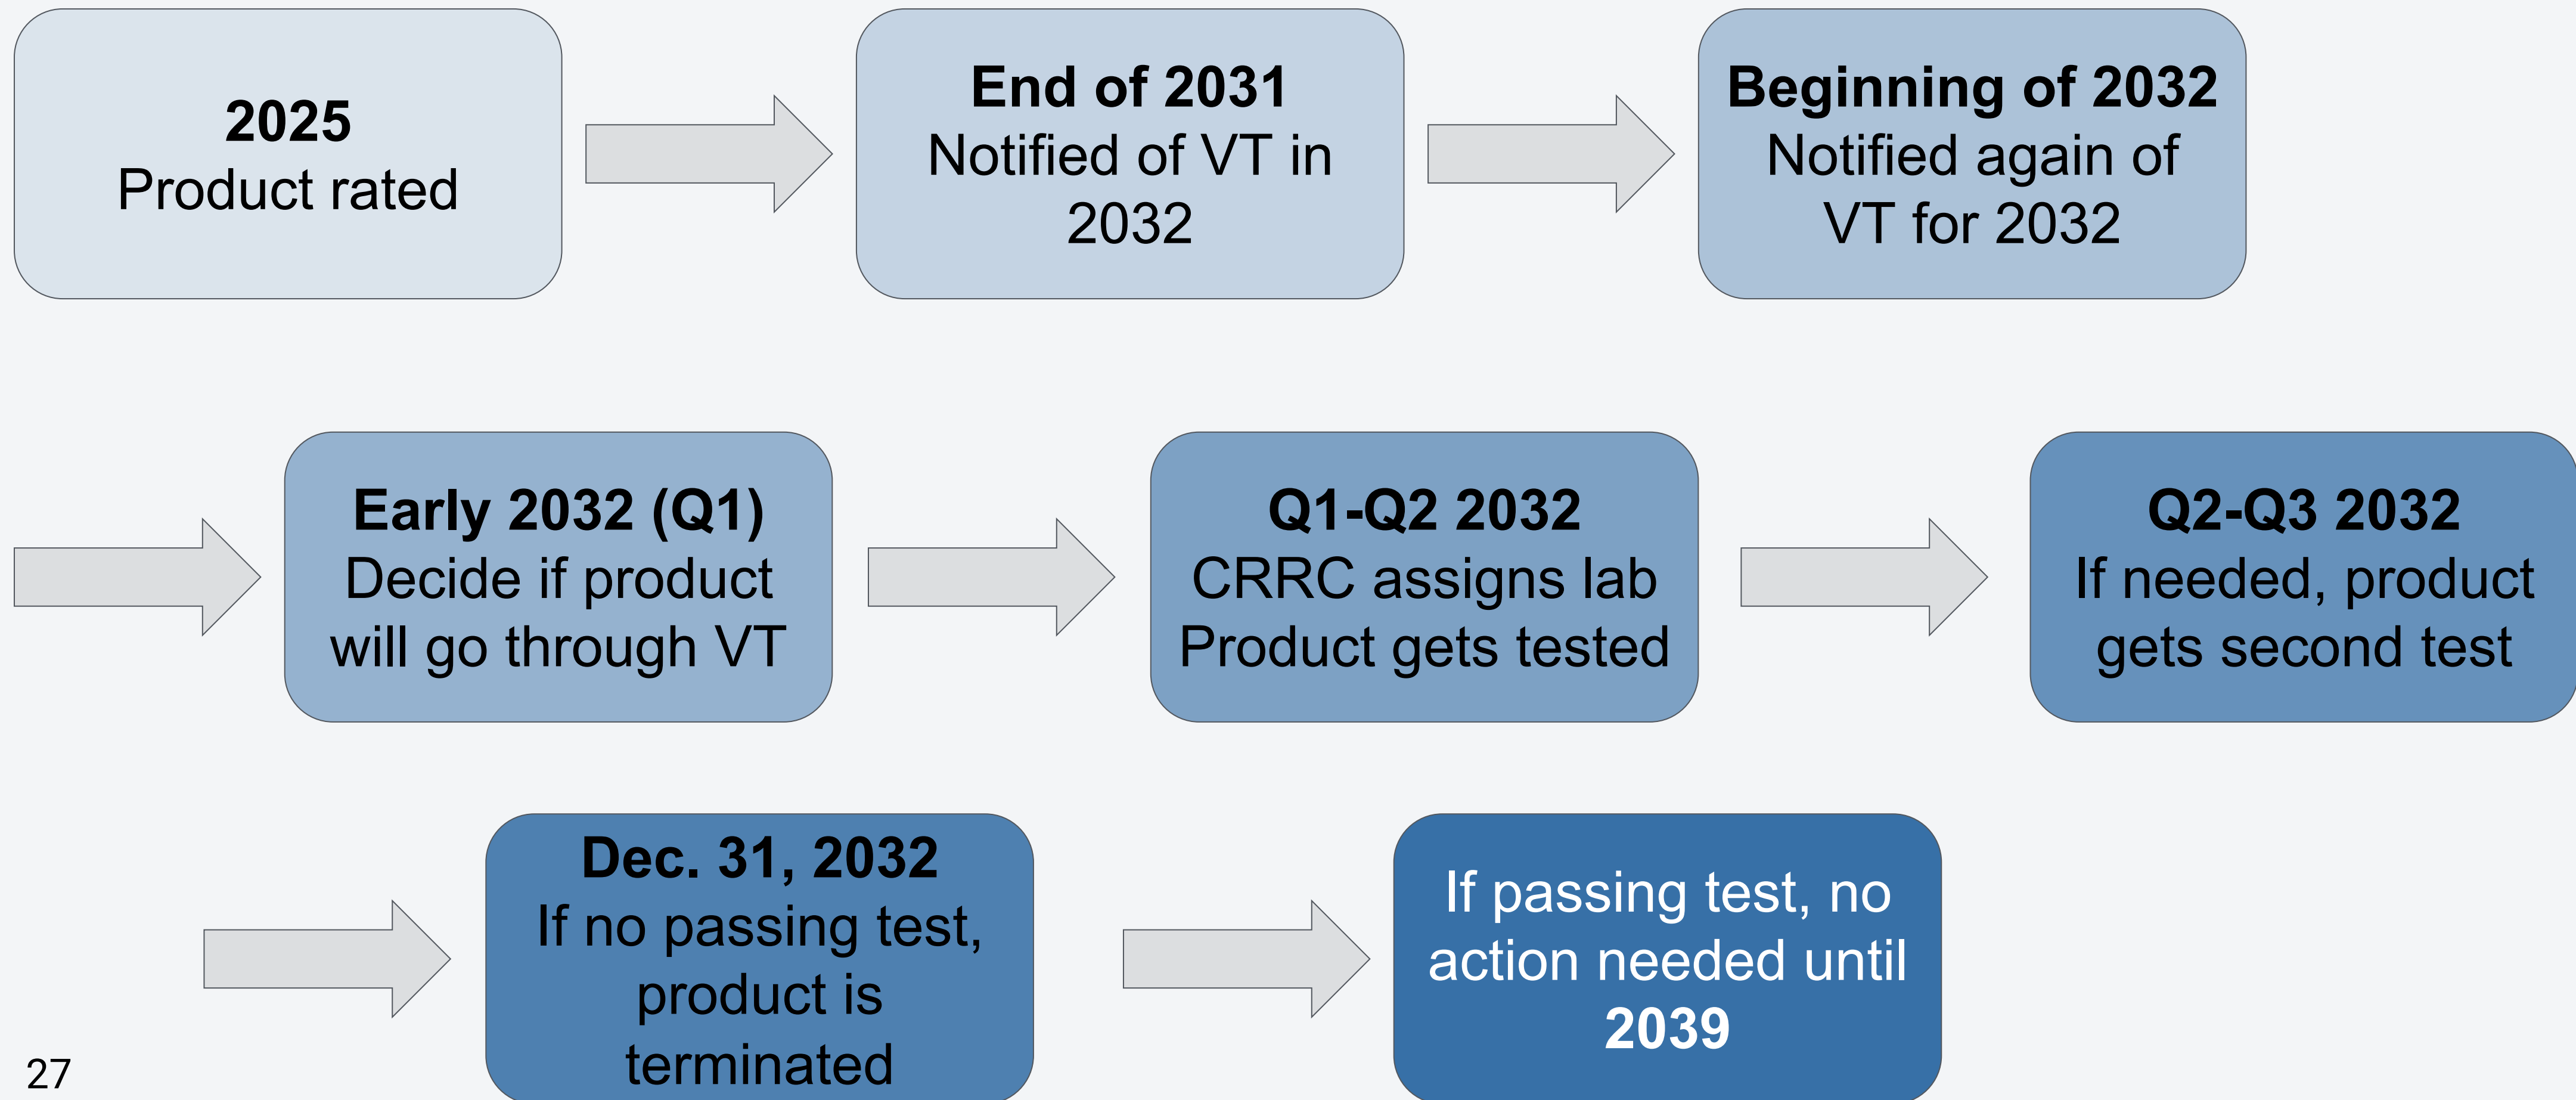 2025
Product rated
End of 2031
Notified of VT in
2032
Beginning of 2032
Notified again of
VT for 2032
Early 2032 (Q1)
Decide if product
will go through VT
Q1-Q2 2032
CRRC assigns lab
Product gets tested
Q2-Q3 2032
If needed, product
gets second test
Dec. 31, 2032
If no passing test,
product is
terminated
If passing test, no
action needed until
2039
27